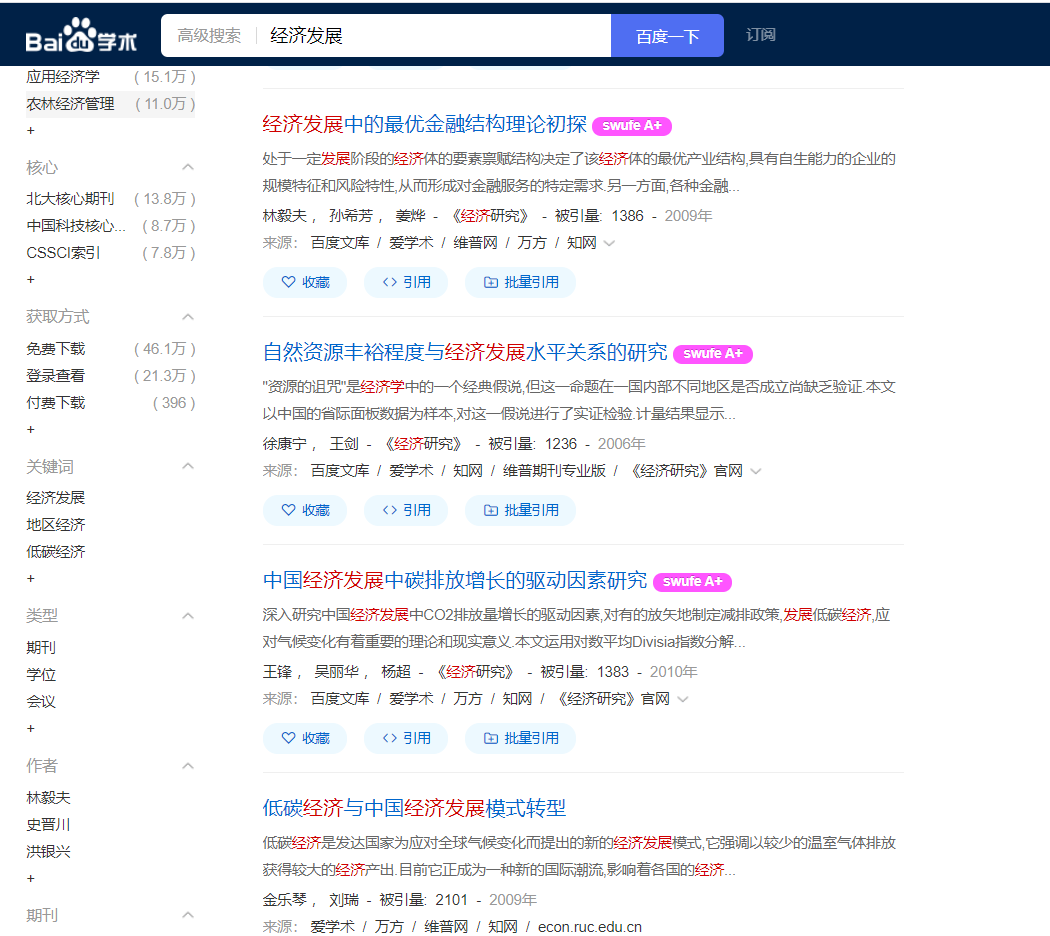 Bai du 学术 高级搜索 经济发展 百度一下 订阅
应用经济学 ( 15.1万 )
农林经济管理 ( 11.0万 )
+
核心
北大核心期刊 ( 13.8万 )
中国科技核心... ( 8.7万 )
CSSCI索引 ( 7.8万 )
+
获取方式
免费下载 ( 46.1万 )
登录查看 ( 21.3万 )
付费下载 ( 396 )
+
关键词
经济发展
地区经济
低碳经济
+
类型
期刊
学位
会议
+
作者
林毅夫
史晋川
洪银兴
+
期刊
经济发展中的最优金融结构理论初探 swufe A+
处于一定发展阶段的经济体的要素禀赋结构决定了该经济体的最优产业结构,具有自生能力的企业的
规模特征和风险特性,从而形成对金融服务的特定需求.另一方面,各种金融...
林毅夫 , 孙希芳 , 姜烨 - 《经济研究》 - 被引量: 1386 - 2009年
来源: 百度文库 / 爱学术 / 维普网 / 万方 / 知网
收藏 <> 引用 批量引用
自然资源丰裕程度与经济发展水平关系的研究 swufe A+
"资源的诅咒"是经济学中的一个经典假说,但这一命题在一国内部不同地区是否成立尚缺乏验证.本文
以中国的省际面板数据为样本,对这一假说进行了实证检验.计量结果显示...
徐康宁 , 王剑 - 《经济研究》 - 被引量: 1236 - 2006年
来源: 百度文库 / 爱学术 / 知网 / 维普期刊专业版 / 《经济研究》官网
收藏 <> 引用 批量引用
中国经济发展中碳排放增长的驱动因素研究 swufe A+
深入研究中国经济发展中CO2排放量增长的驱动因素,对有的放矢地制定减排政策,发展低碳经济,应
对气候变化有着重要的理论和现实意义.本文运用对数平均Divisia指数分解...
王锋 , 吴丽华 , 杨超 - 《经济研究》 - 被引量: 1383 - 2010年
来源: 百度文库 / 爱学术 / 万方 / 知网 / 《经济研究》官网
收藏 <> 引用 批量引用
低碳经济与中国经济发展模式转型
低碳经济是发达国家为应对全球气候变化而提出的新的经济发展模式,它强调以较少的温室气体排放
获得较大的经济产出.目前它正成为一种新的国际潮流,影响着各国的经济...
金乐琴 , 刘瑞 - 被引量: 2101 - 2009年
来源: 爱学术 / 万方 / 维普网 / 知网 / econ.ruc.edu.cn